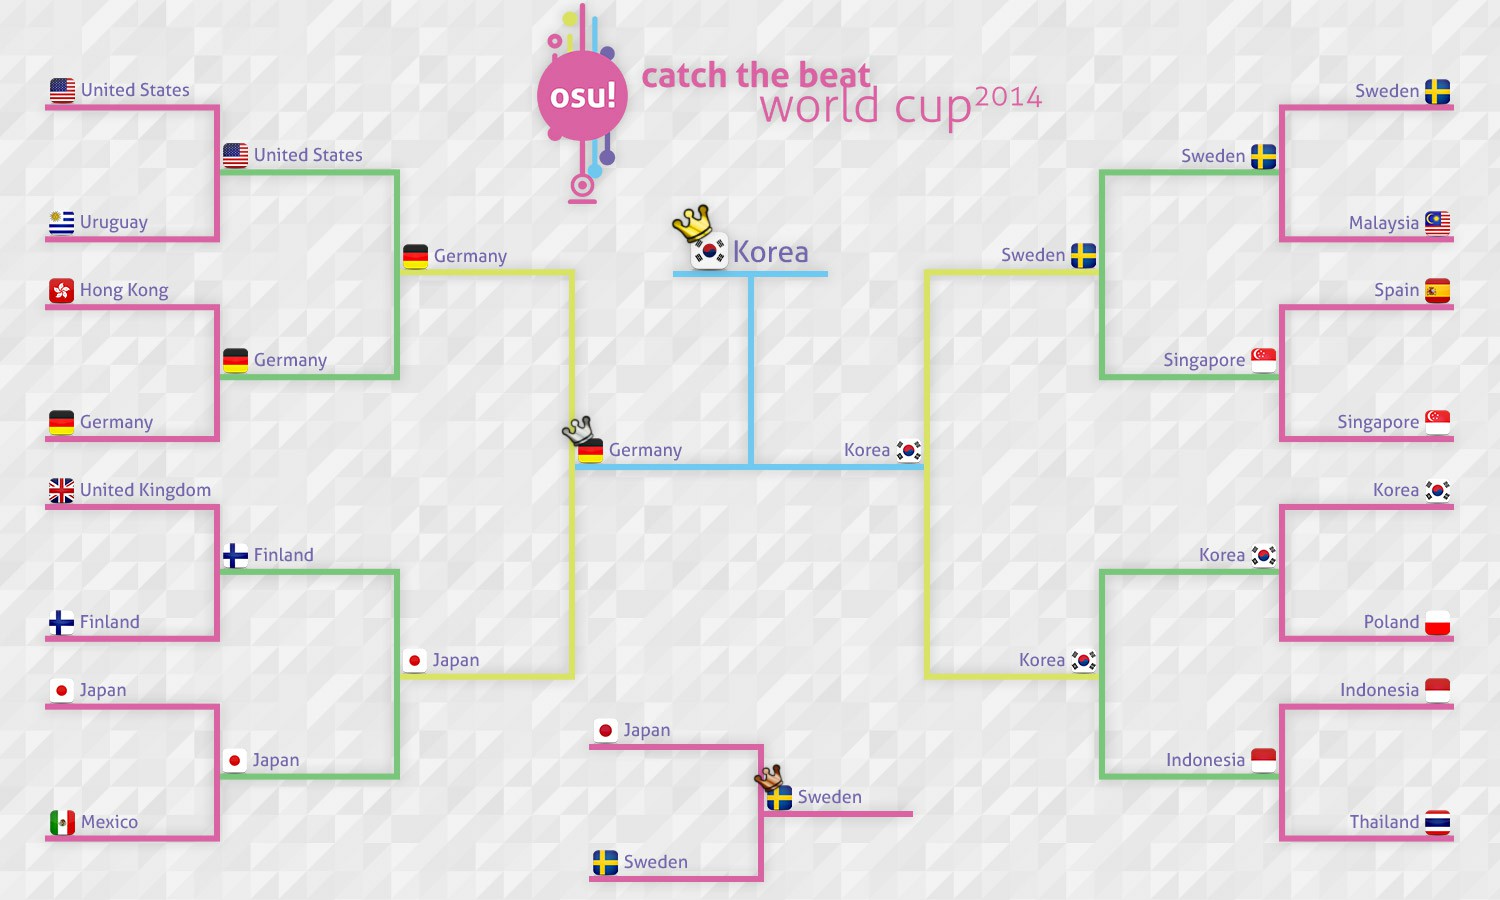 osu!
catch the beat
world cup 2014
United States
Uruguay
Hong Kong
Germany
United Kingdom
Finland
Japan
Mexico
United States
Germany
Finland
Japan
Germany
Japan
Germany
Korea
Korea
Sweden
Korea
Sweden
Singapore
Korea
Indonesia
Sweden
Malaysia
Spain
Singapore
Korea
Poland
Indonesia
Thailand
Japan
Sweden
Sweden